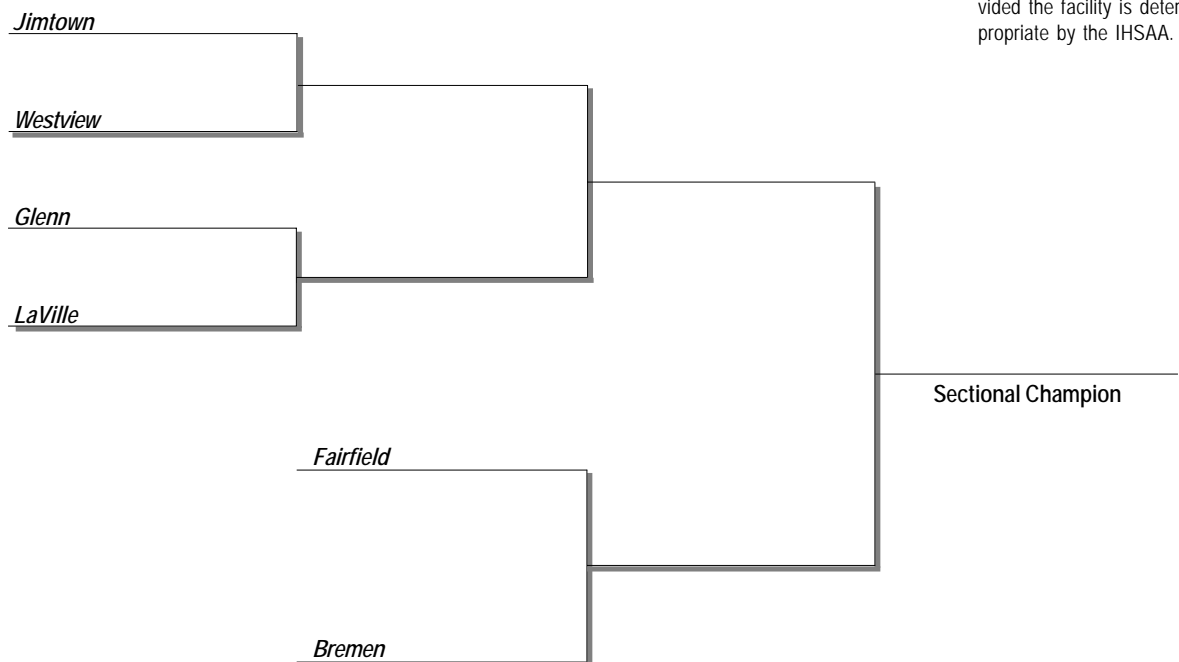 vided the facility is deter
propriate by the IHSAA.
Jimtown
Westview
Glenn
LaVille
Sectional Champion
Fairfield
Bremen